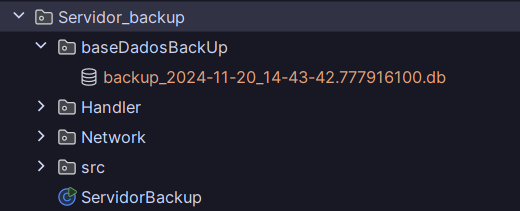 Servidor_backup
baseDadosBackUp
backup_2024-11-20_14-43-42.777916100.db
Handler
Network
src
ServidorBackup